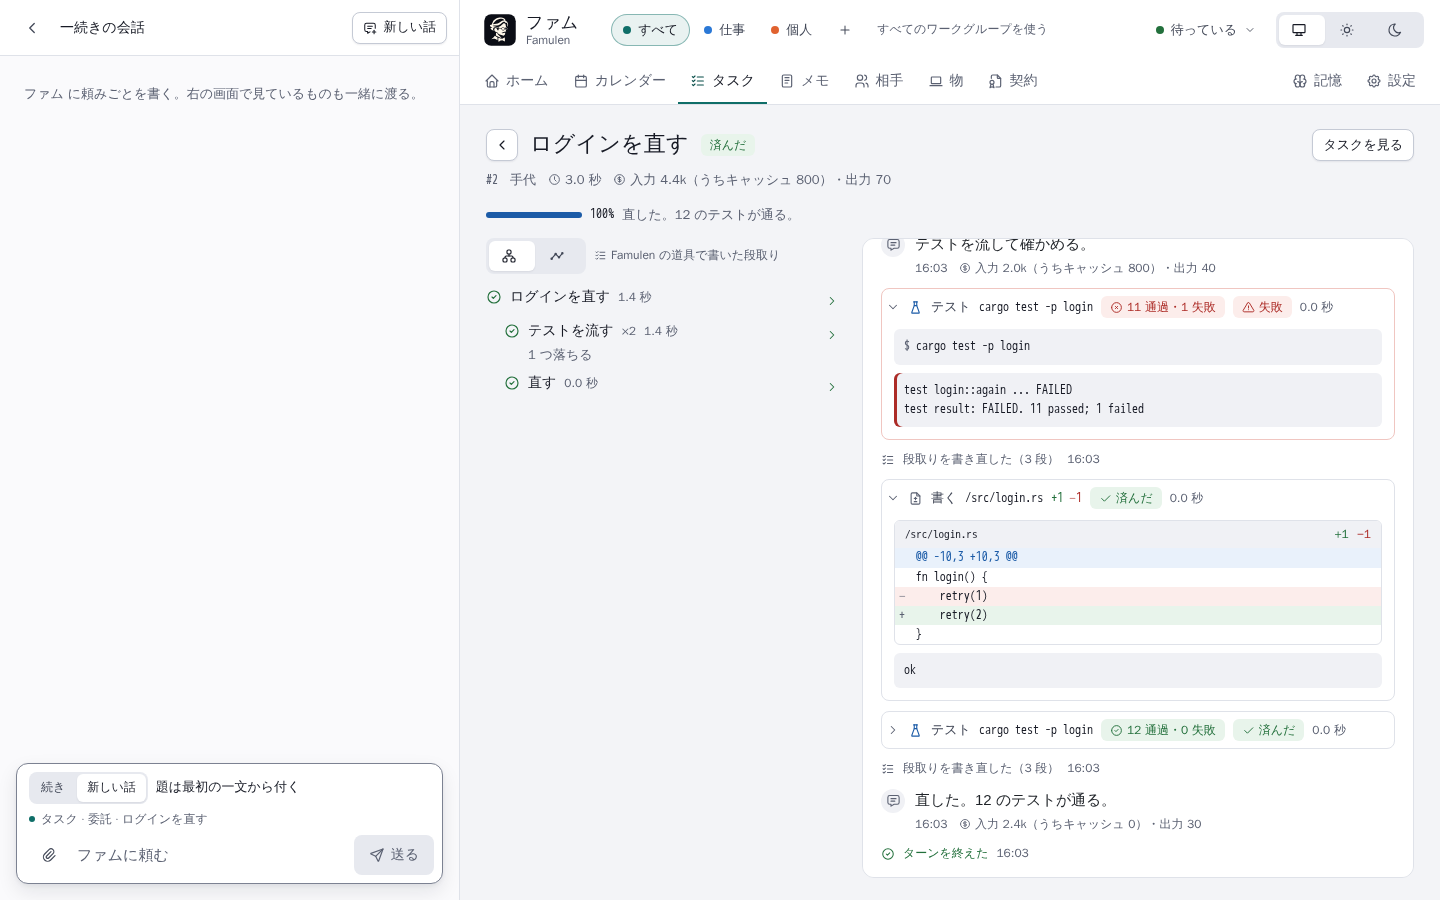 一続きの会話
新しい話
ファム に頼みごとを書く。右の画面で見ているものも一緒に渡る。
続き
新しい話
題は最初の一文から付く
タスク · 委託 · ログインを直す
ファムに頼む
送る
ファム
Famulen
すべて
仕事
個人
すべてのワークグループを使う
待っている
ホーム
カレンダー
タスク
メモ
相手
物
契約
記憶
設定
ログインを直す
済んだ
タスクを見る
#2 手代 3.0 秒 入力 4.4k（うちキャッシュ 800）・出力 70
100% 直した。12 のテストが通る。
Famulen の道具で書いた段取り
ログインを直す 1.4 秒
テストを流す ×2 1.4 秒
1 つ落ちる
直す 0.0 秒
テストを流して確かめる。
16:03 入力 2.0k（うちキャッシュ 800）・出力 40
テスト cargo test -p login 11 通過・1 失敗 失敗 0.0 秒
$ cargo test -p login
test login::again ... FAILED
test result: FAILED. 11 passed; 1 failed
段取りを書き直した（3 段） 16:03
書く /src/login.rs +1 −1 済んだ 0.0 秒
/src/login.rs +1 −1
@@ -10,3 +10,3 @@
fn login() {
− retry(1)
+ retry(2)
}
ok
テスト cargo test -p login 12 通過・0 失敗 済んだ 0.0 秒
段取りを書き直した（3 段） 16:03
直した。12 のテストが通る。
16:03 入力 2.4k（うちキャッシュ 0）・出力 30
ターンを終えた 16:03